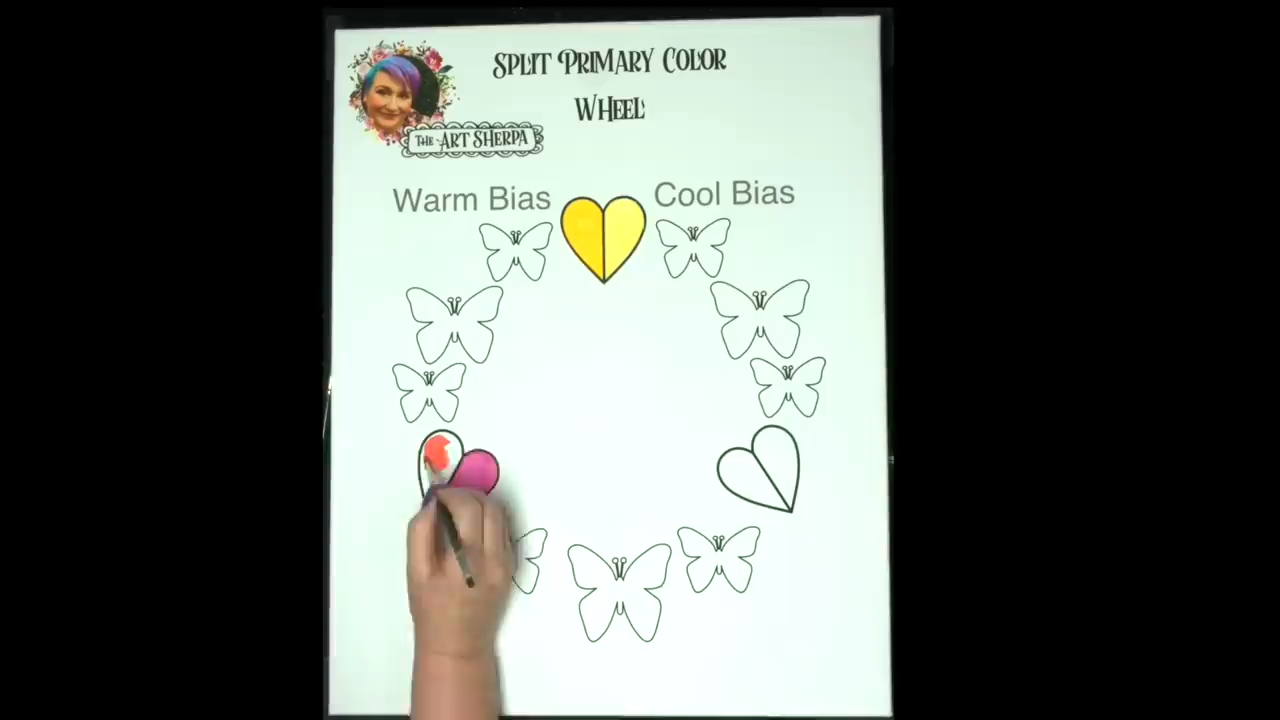 SPLIT PRIMARY COLOR
WHEEL
THE ART SHERPA
Warm Bias
Cool Bias